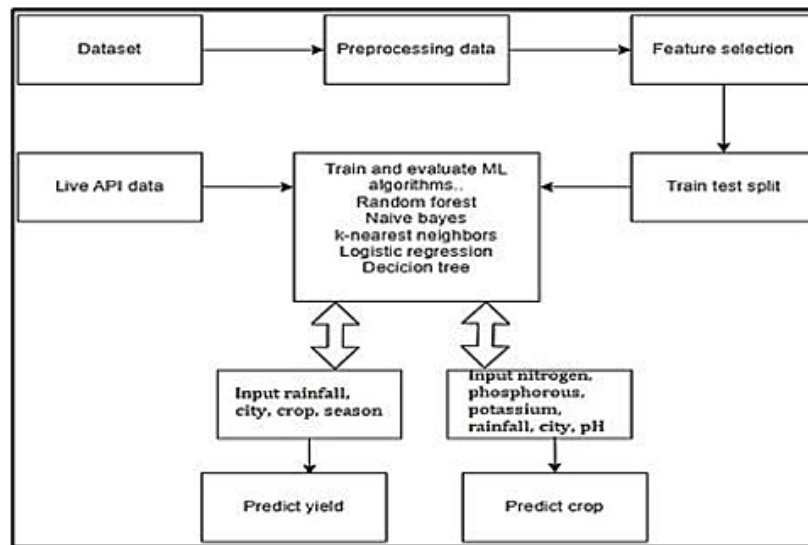 Dataset
Preprocessing data
Feature selection
Live API data
Train and evaluate ML
algorithms..
Random forest
Naive bayes
k-nearest neighbors
Logistic regression
Decicion tree
Train test split
Input rainfall,
city, crop, season
Input nitrogen,
phosphorous,
potassium,
rainfall, city, pH
Predict yield
Predict crop